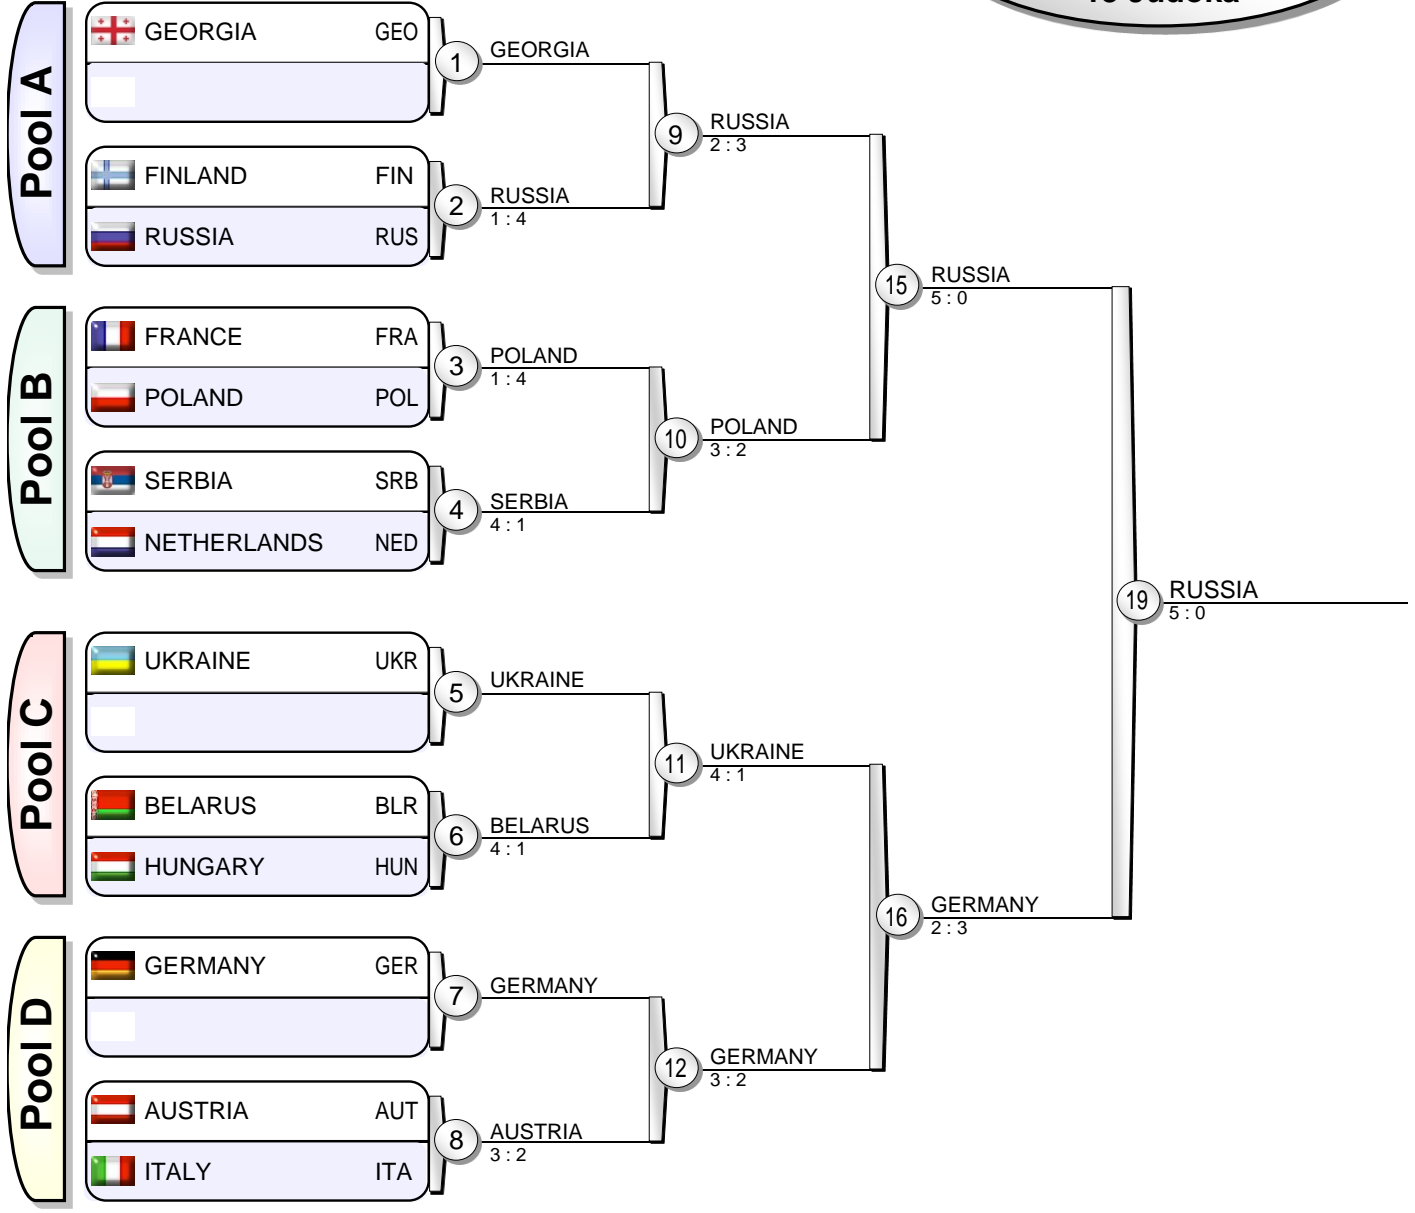 Pool A
GEORGIA GEO
FINLAND FIN
RUSSIA RUS
Pool B
FRANCE FRA
POLAND POL
SERBIA SRB
NETHERLANDS NED
Pool C
UKRAINE UKR
BELARUS BLR
HUNGARY HUN
Pool D
GERMANY GER
AUSTRIA AUT
ITALY ITA
1 GEORGIA
2 RUSSIA
1 : 4
3 POLAND
1 : 4
4 SERBIA
4 : 1
5 UKRAINE
6 BELARUS
4 : 1
7 GERMANY
8 AUSTRIA
3 : 2
9 RUSSIA
2 : 3
10 POLAND
3 : 2
11 UKRAINE
4 : 1
12 GERMANY
3 : 2
15 RUSSIA
5 : 0
16 GERMANY
2 : 3
19 RUSSIA
5 : 0